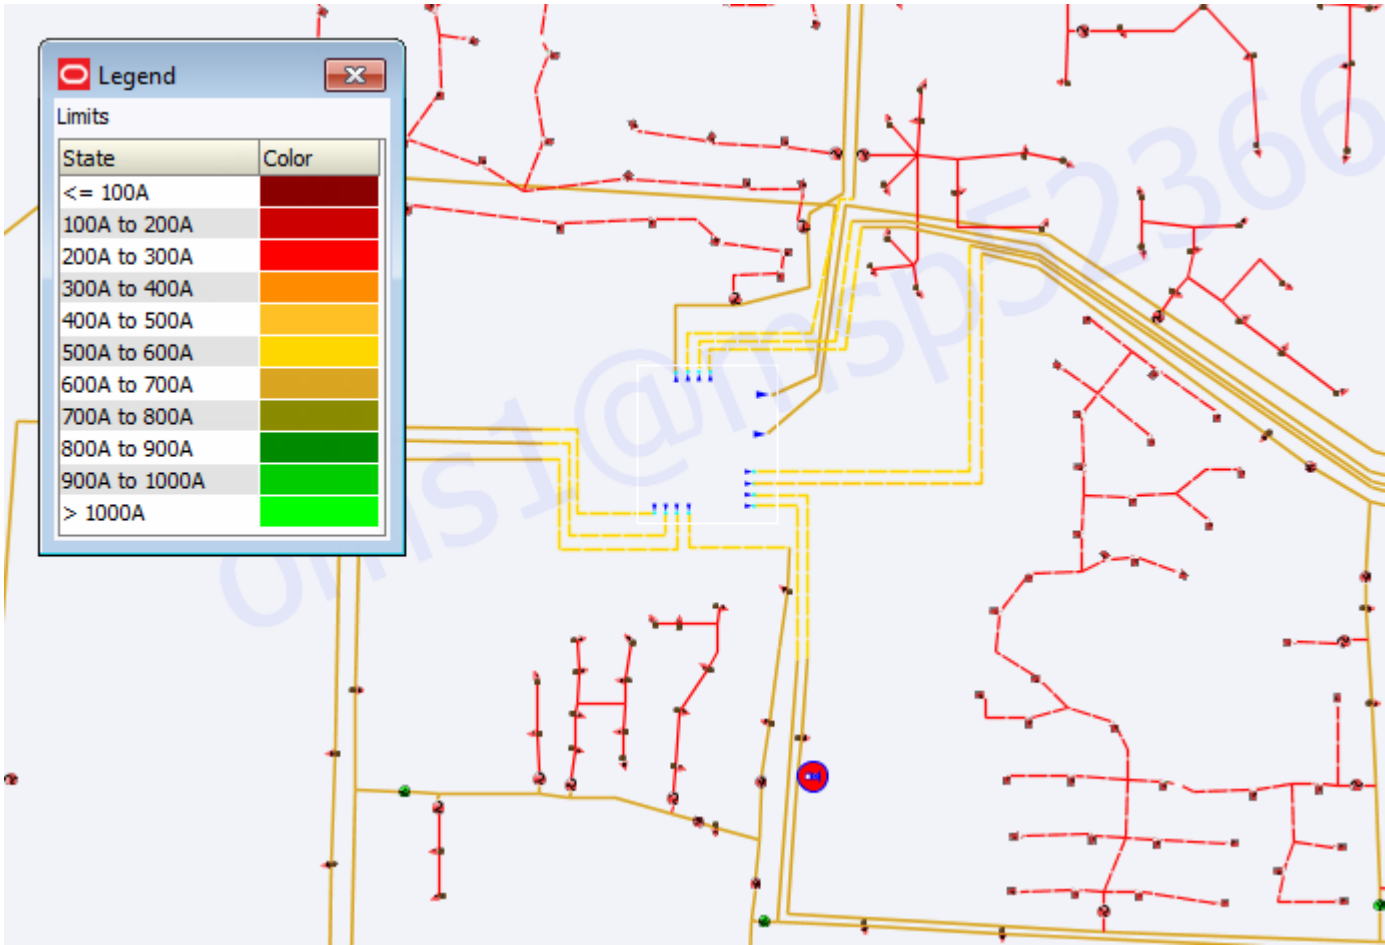 Legend
Limits
State Color
<= 100A
100A to 200A
200A to 300A
300A to 400A
400A to 500A
500A to 600A
600A to 700A
700A to 800A
800A to 900A
900A to 1000A
> 1000A
oms1@msp52366